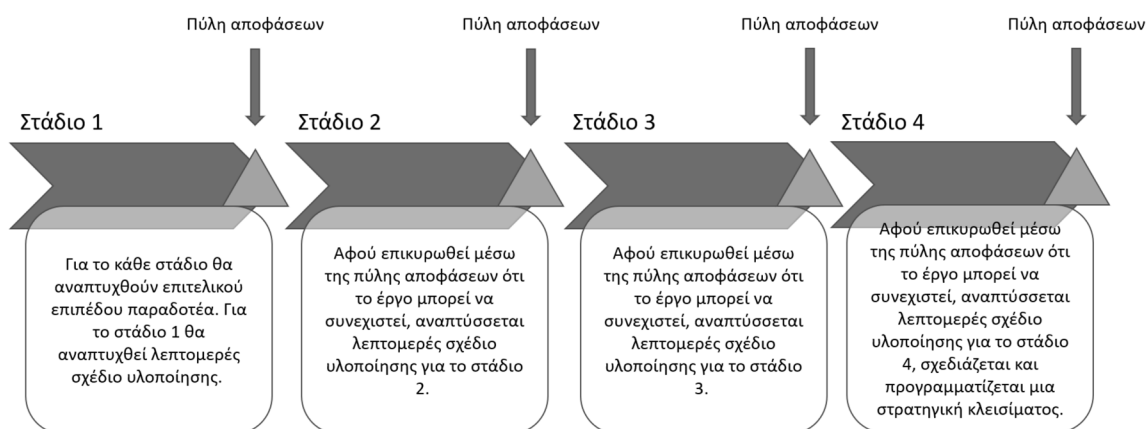 Πύλη αποφάσεων
Πύλη αποφάσεων
Πύλη αποφάσεων
Πύλη αποφάσεων
Στάδιο 1
Στάδιο 2
Στάδιο 3
Στάδιο 4
Για το κάθε στάδιο θα
αναπτυχθούν επιτελικού
επιπέδου παραδοτέα. Για
το στάδιο 1 θα
αναπτυχθεί λεπτομερές
σχέδιο υλοποίησης.
Αφού επικυρωθεί μέσω
της πύλης αποφάσεων ότι
το έργο μπορεί να
συνεχιστεί, αναπτύσσεται
λεπτομερές σχέδιο
υλοποίησης για το στάδιο
2.
Αφού επικυρωθεί μέσω
της πύλης αποφάσεων ότι
το έργο μπορεί να
συνεχιστεί, αναπτύσσεται
λεπτομερές σχέδιο
υλοποίησης για το στάδιο
3.
Αφού επικυρωθεί μέσω
της πύλης αποφάσεων ότι
το έργο μπορεί να
συνεχιστεί, αναπτύσσεται
λεπτομερές σχέδιο
υλοποίησης για το στάδιο
4, σχεδιάζεται και
προγραμματίζεται μια
στρατηγική κλεισίματος.